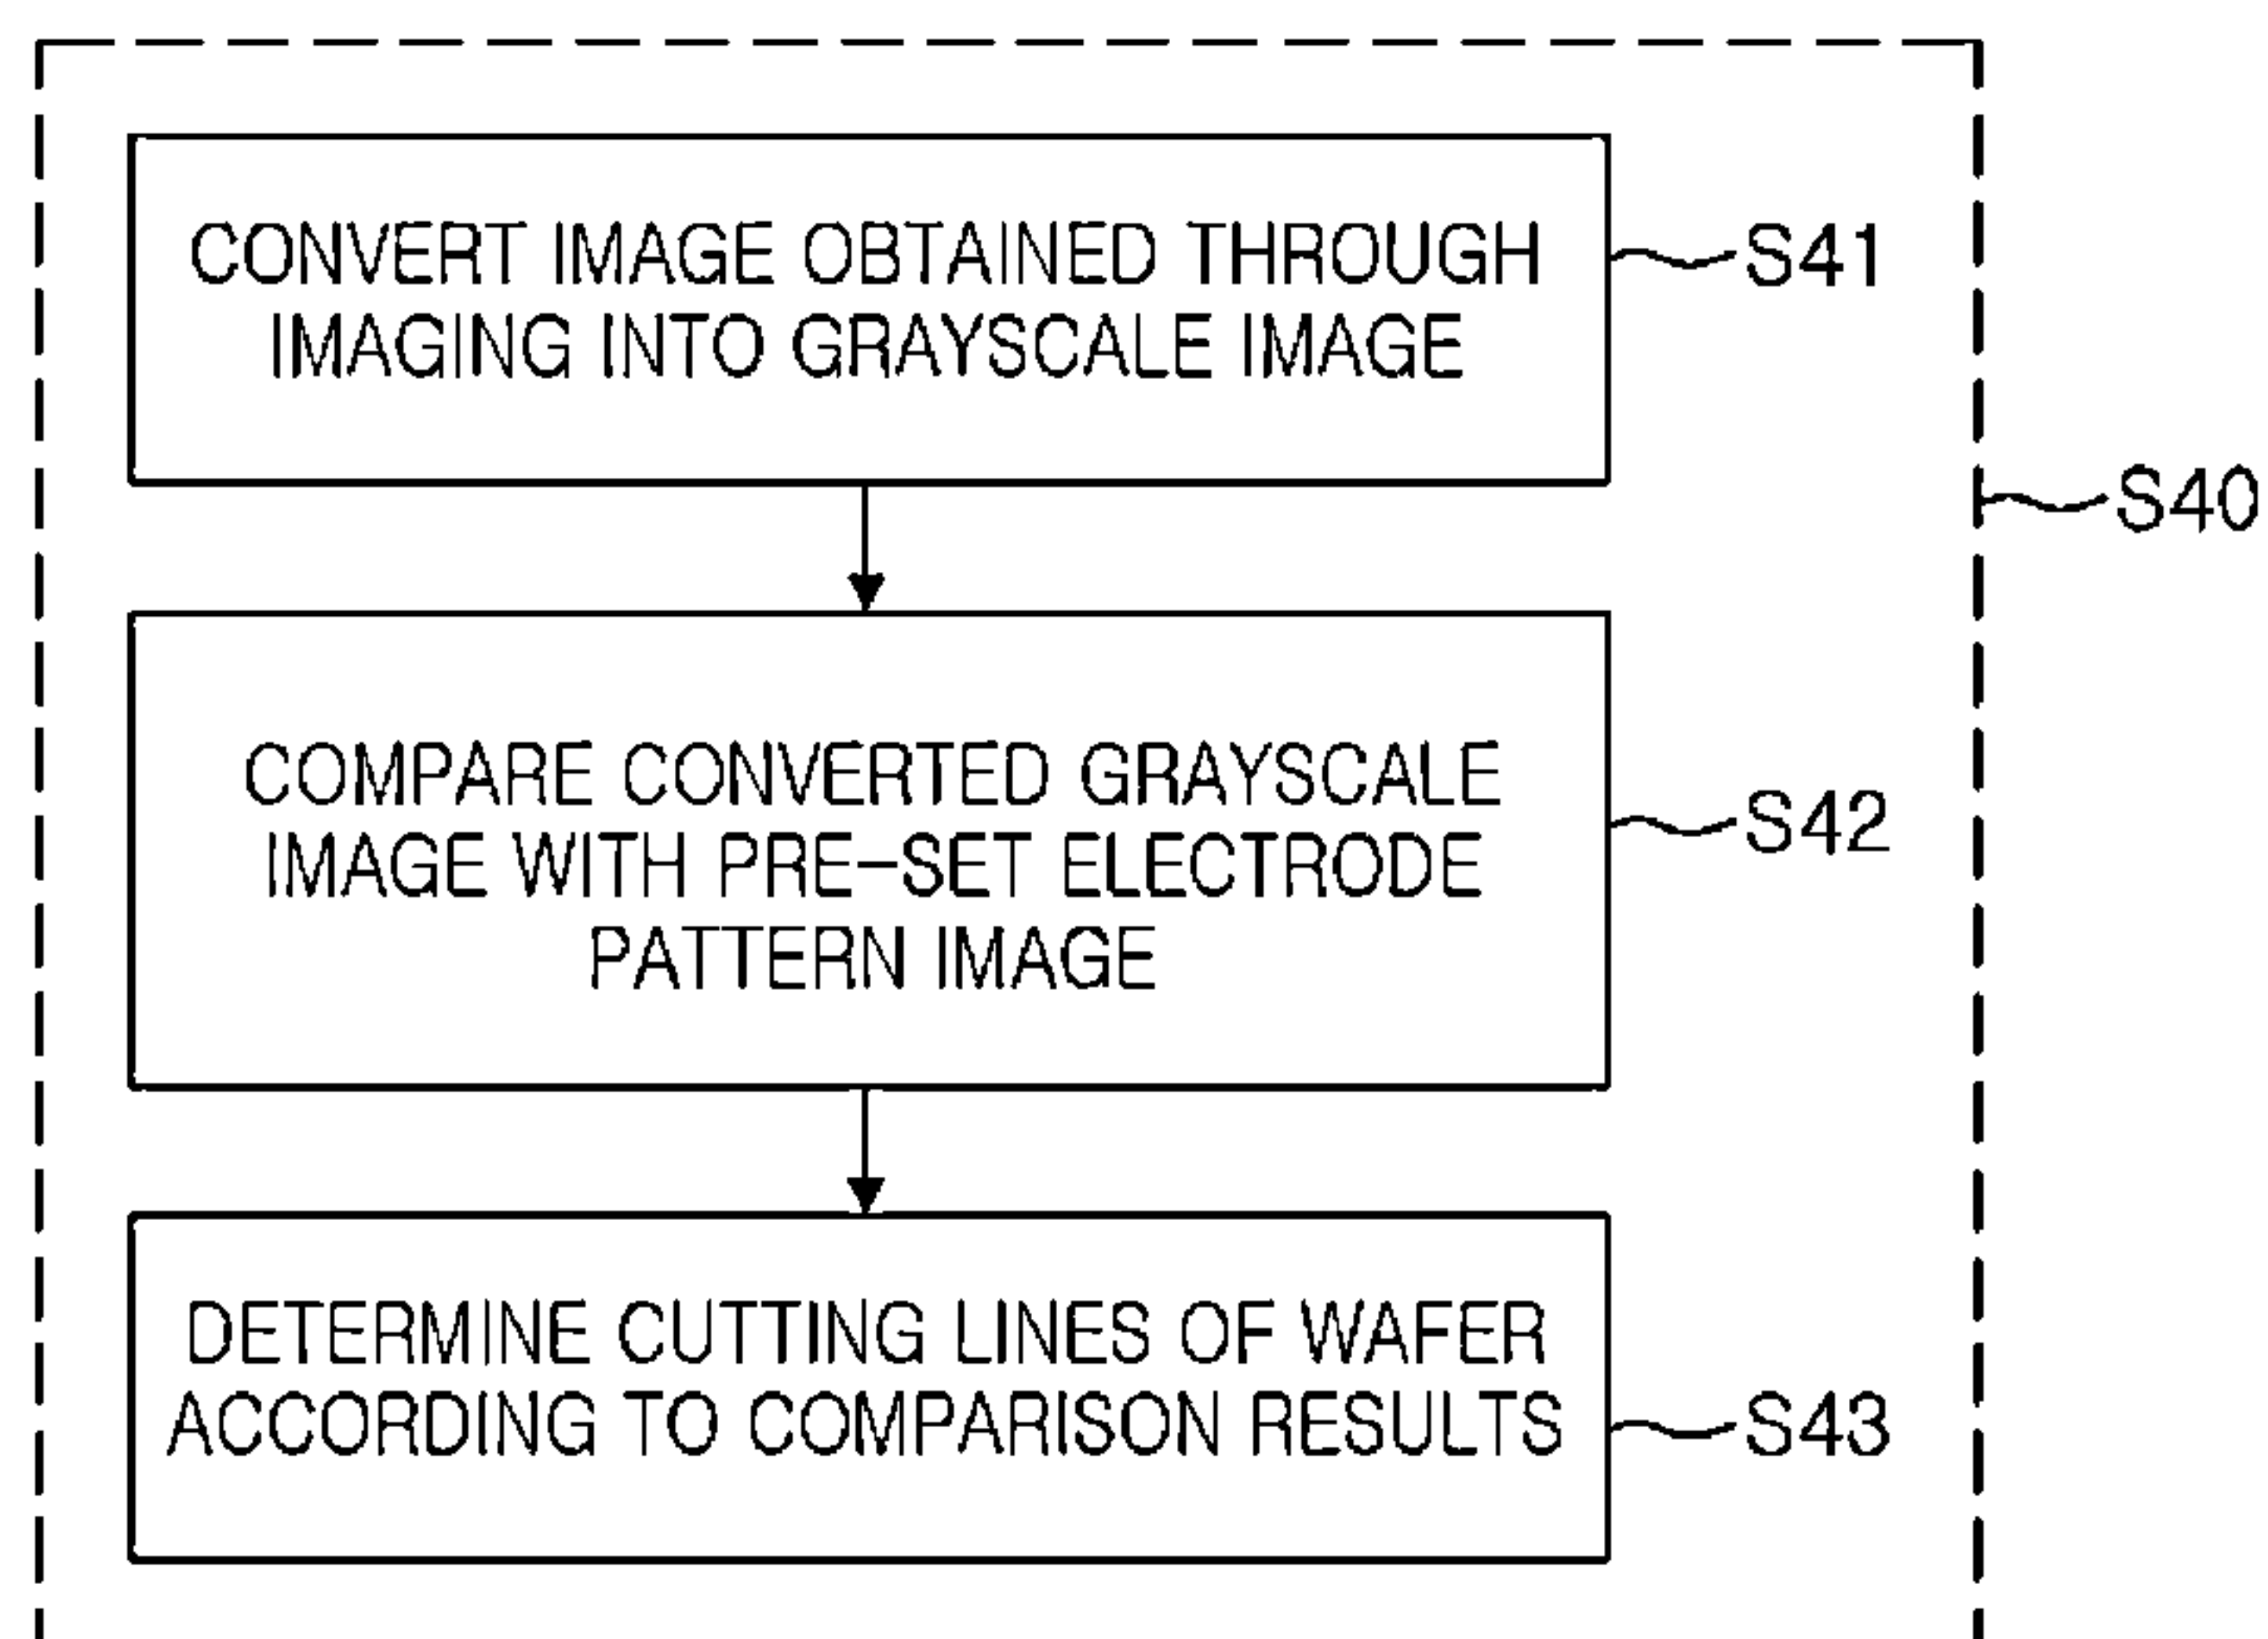 CONVERT IMAGE OBTAINED THROUGH
IMAGING INTO GRAYSCALE IMAGE
S41
S40
COMPARE CONVERTED GRAYSCALE
IMAGE WITH PRE-SET ELECTRODE
PATTERN IMAGE
S42
DETERMINE CUTTING LINES OF WAFER
ACCORDING TO COMPARISON RESULTS
S43